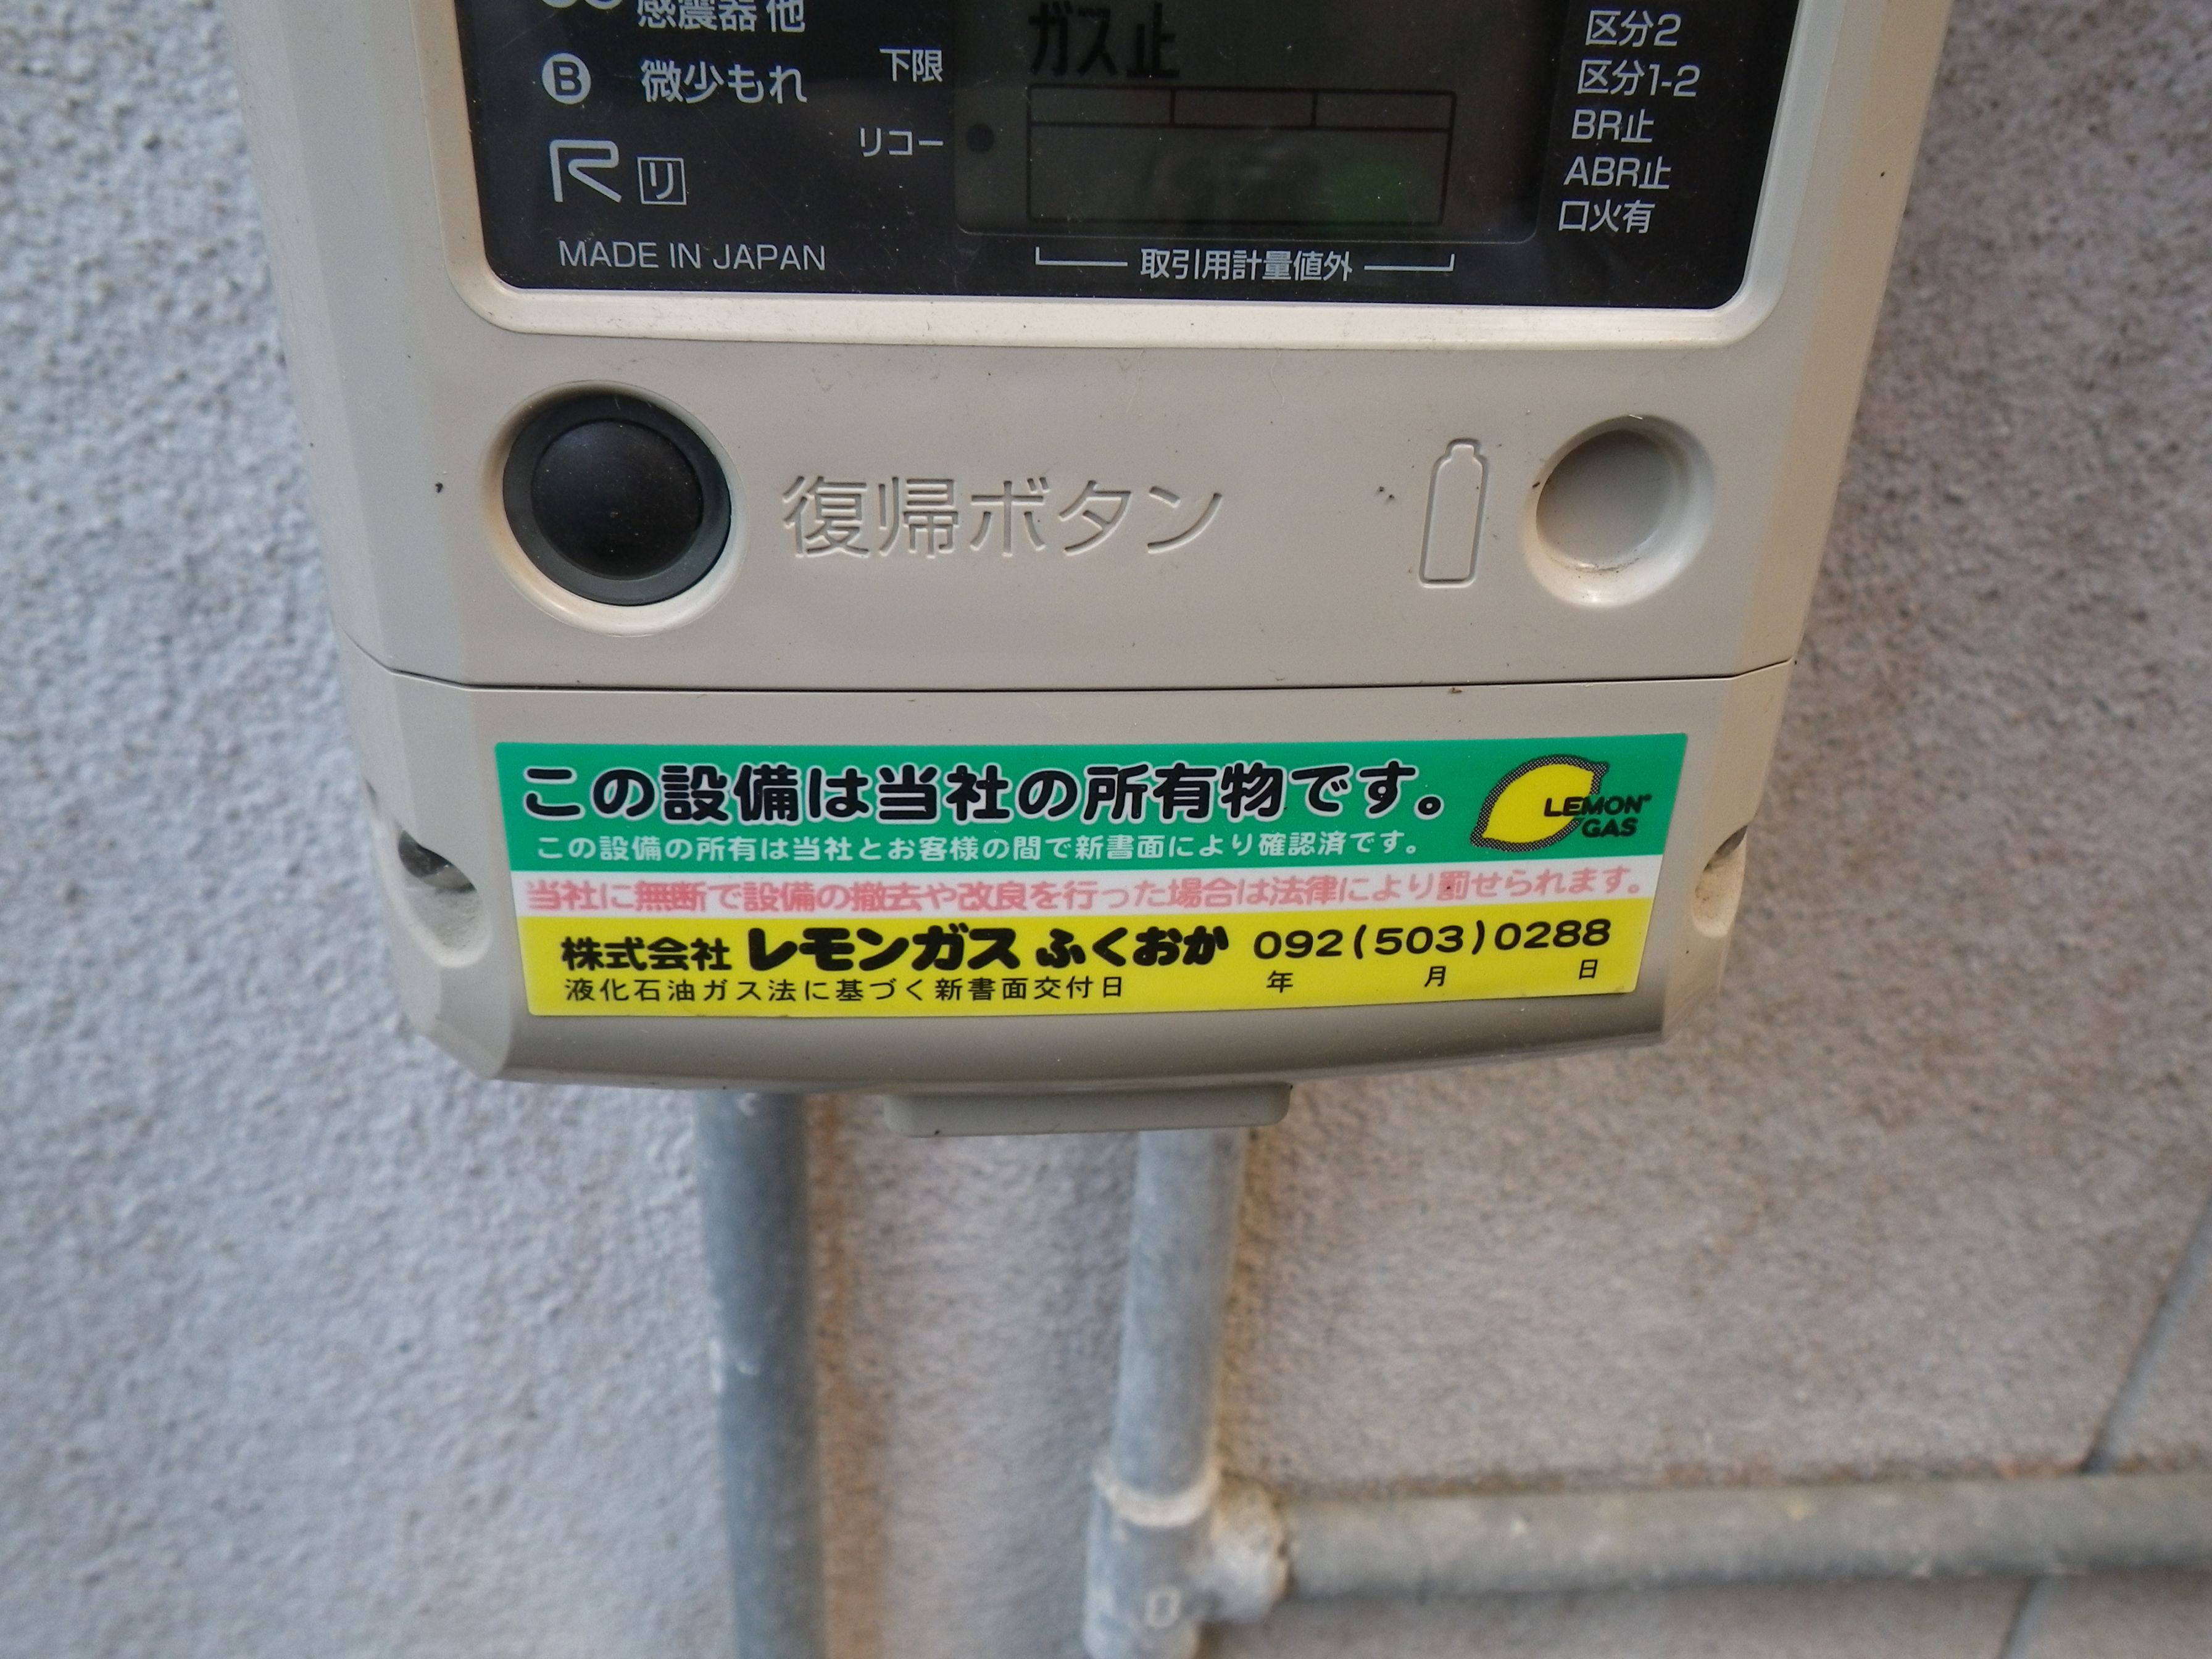 感震器 他
B 微少もれ
R リ
MADE IN JAPAN
下限
リコー
ガス止
取引用計量値外
区分2
区分1-2
BR止
ABR止
口火有
復帰ボタン
この設備は当社の所有物です。
この設備の所有は当社とお客様の間で新書面により確認済です。
LEMON
GAS
当社に無断で設備の撤去や改良を行った場合は法律により罰せられます。
株式会社 レモンガス ふくおか 092(503)0288
液化石油ガス法に基づく新書面交付日 年 月 日